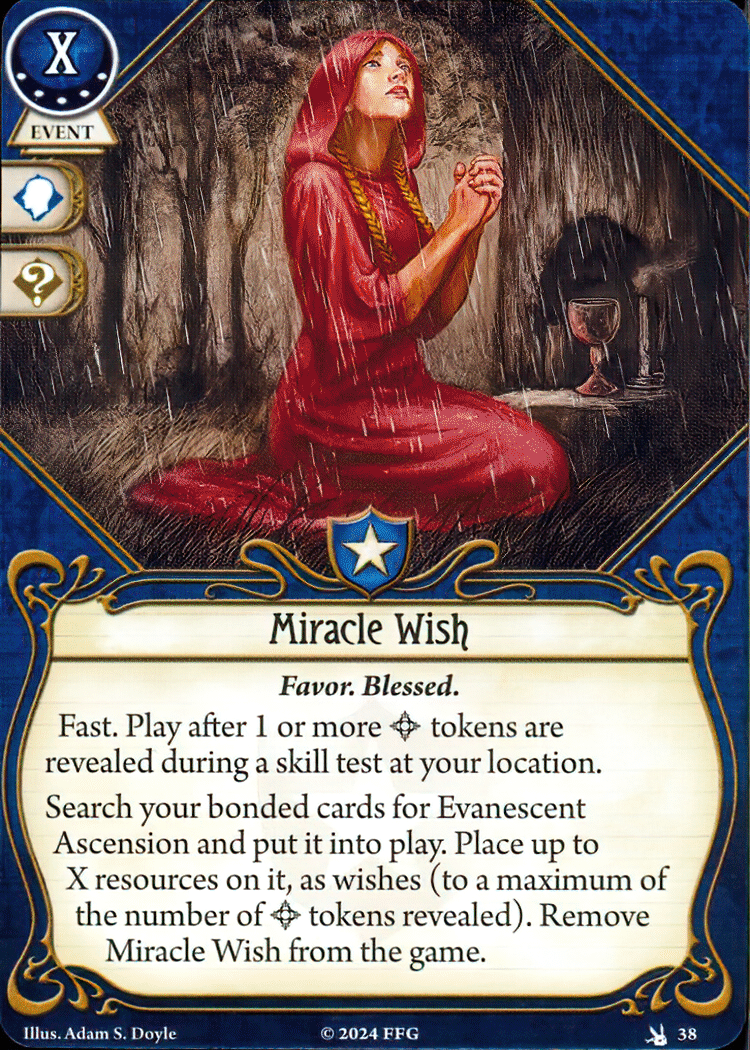 X
EVENT
?
Miracle Wish
Favor. Blessed.
Fast. Play after 1 or more tokens are
revealed during a skill test at your location.
Search your bonded cards for Evanescent
Ascension and put it into play. Place up to
X resources on it, as wishes (to a maximum of
the number of tokens revealed). Remove
Miracle Wish from the game.
Illus. Adam S. Doyle
© 2024 FFG
38